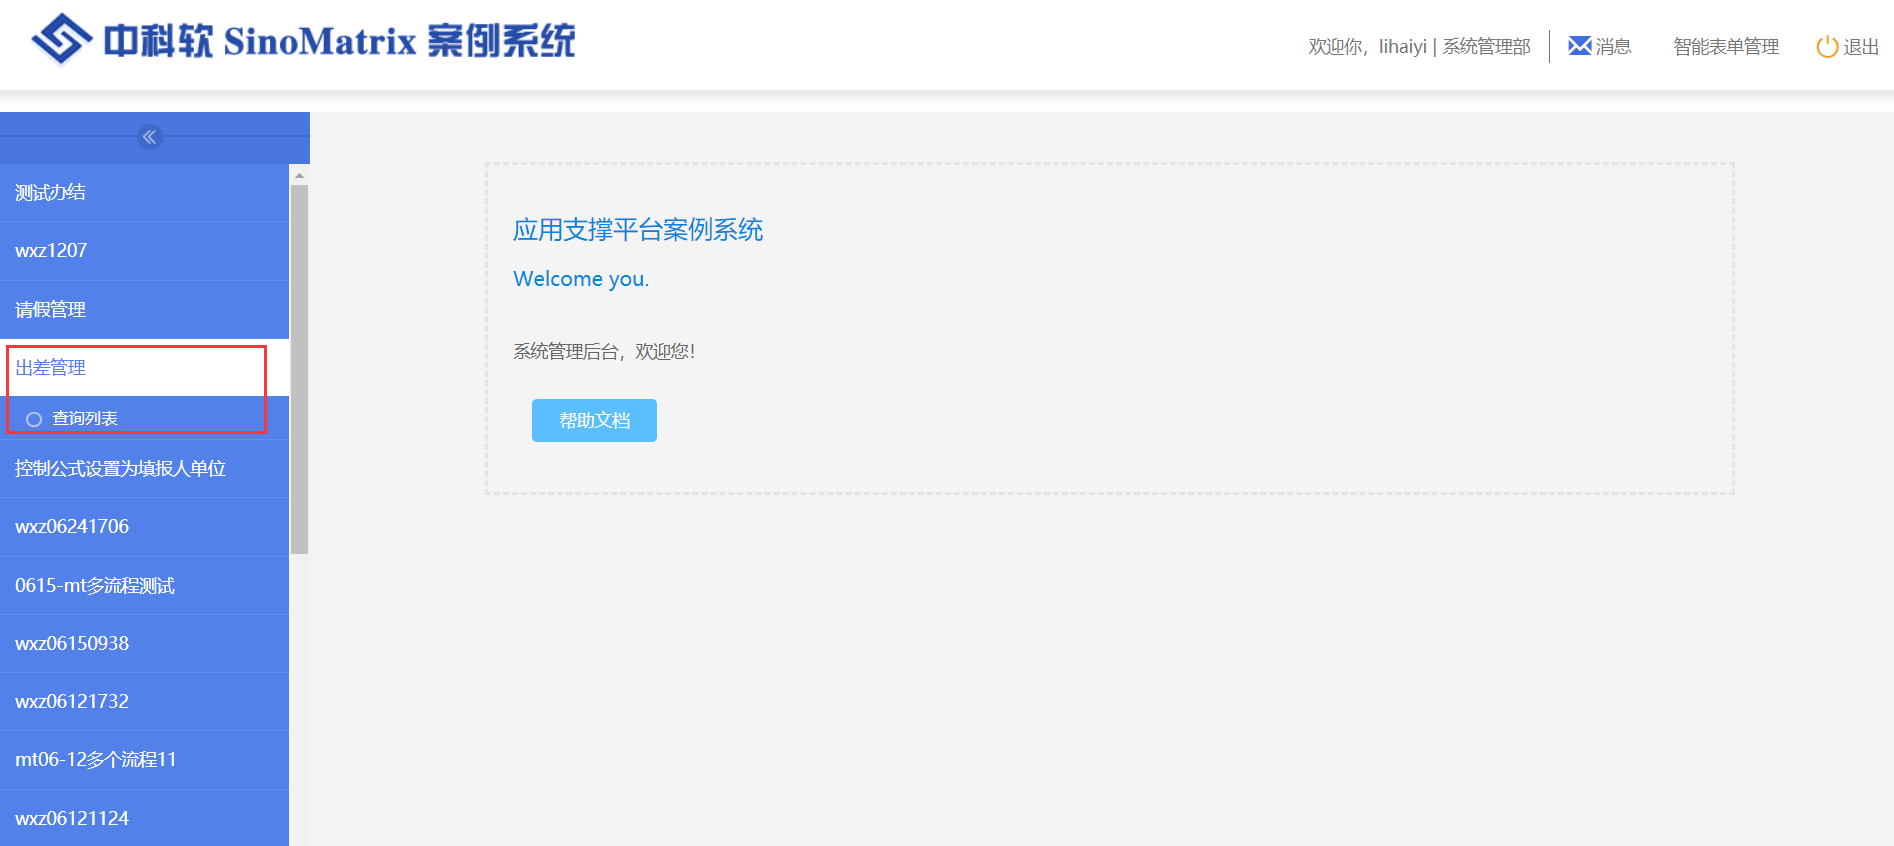 中科软 SinoMatrix 案例系统
欢迎你，lihaiyi | 系统管理部
消息
智能表单管理
退出
测试办结
wxz1207
请假管理
出差管理
查询列表
控制公式设置为填报人单位
wxz06241706
0615-mt多流程测试
wxz06150938
wxz06121732
mt06-12多个流程11
wxz06121124
应用支撑平台案例系统
Welcome you.
系统管理后台，欢迎您！
帮助文档